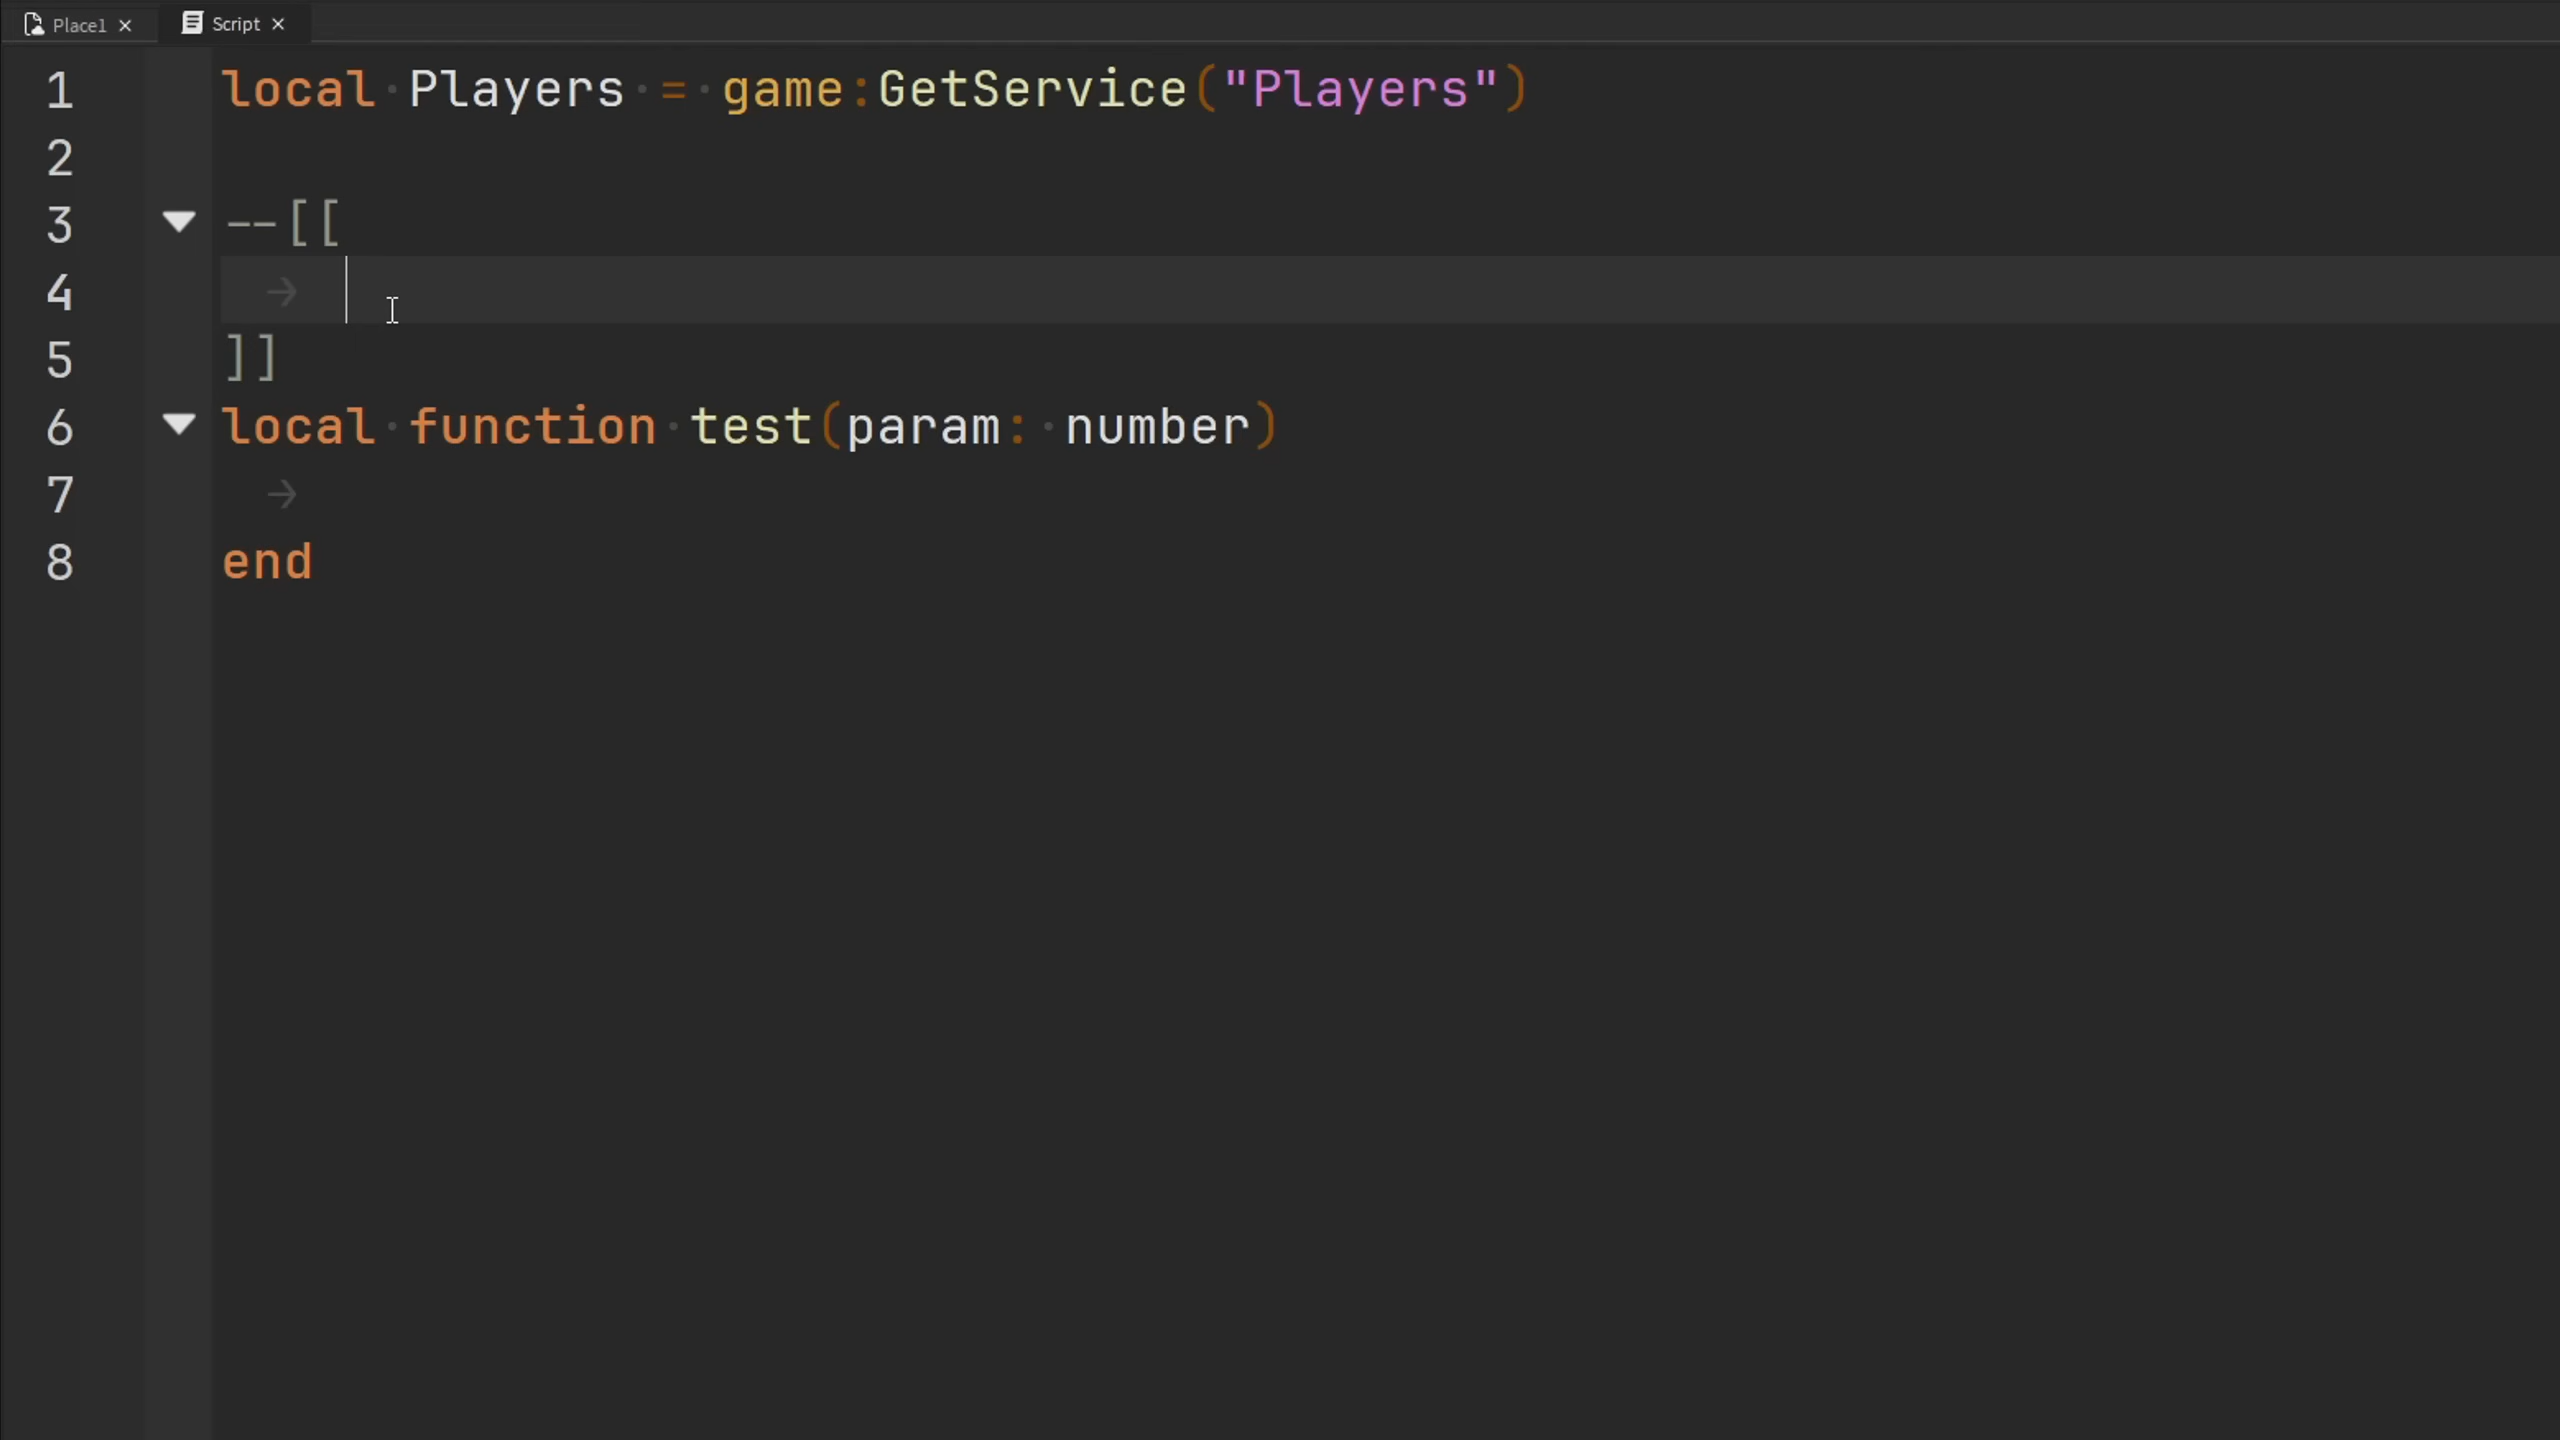 Place1
Script
1 local Players = game:GetService("Players")
2
3 --[[
4
5 ]]
6 local function test(param: number)
7
8 end